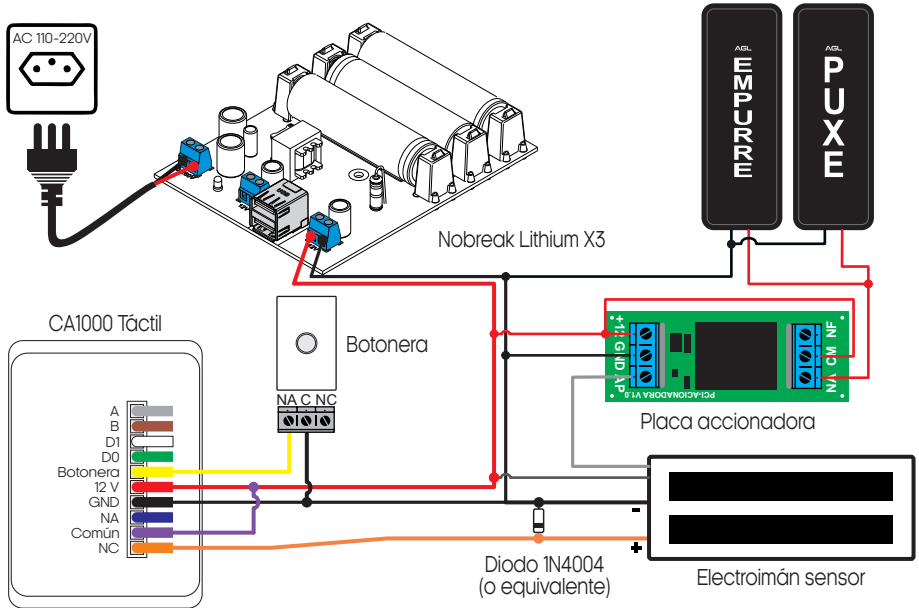 AC 110-220V
Nobreak Lithium X3
AGL
EMPURRE
AGL
PUXE
CA1000 Táctil
A
B
D1
D0
Botonera
12 V
GND
NA
Común
NC
Botonera
NA C NC
+12 GND AP
PCI-ACIONADORA V1.0
NA CM NF
Placa accionadora
-
+
Diodo 1N4004
(o equivalente)
Electroimán sensor